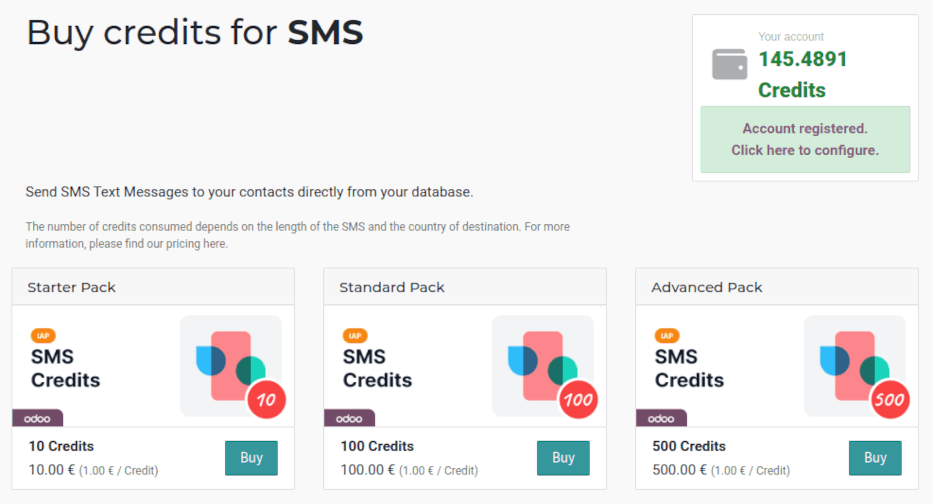 Buy credits for SMS
Your account
145.4891
Credits
Account registered.
Click here to configure.
Send SMS Text Messages to your contacts directly from your database.
The number of credits consumed depends on the length of the SMS and the country of destination. For more
information, please find our pricing here.
Starter Pack
IAP
SMS
Credits
10
odoo
10 Credits
10.00 € (1.00 € / Credit)
Buy
Standard Pack
IAP
SMS
Credits
100
odoo
100 Credits
100.00 € (1.00 € / Credit)
Buy
Advanced Pack
IAP
SMS
Credits
500
odoo
500 Credits
500.00 € (1.00 € / Credit)
Buy